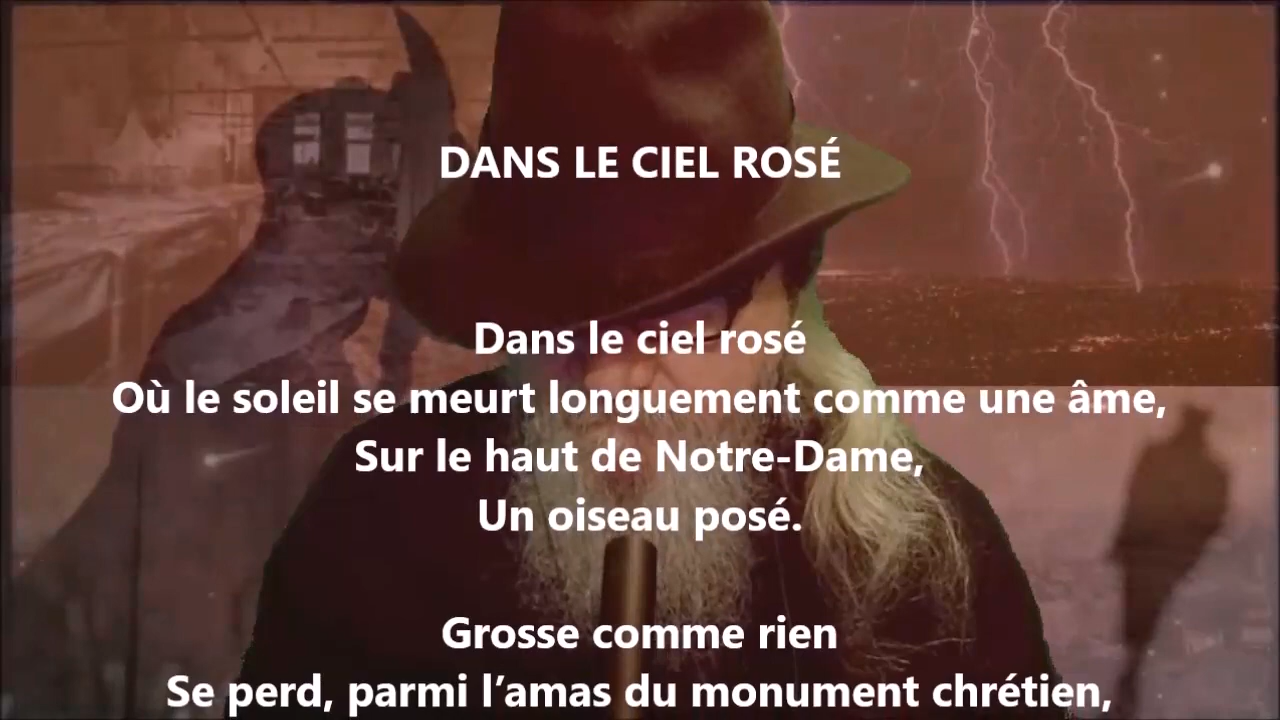 DANS LE CIEL ROSÉ
Dans le ciel rosé
Où le soleil se meurt longuement comme une âme,
Sur le haut de Notre-Dame,
Un oiseau posé.
Grosse comme rien
Se perd, parmi l’amas du monument chrétien,